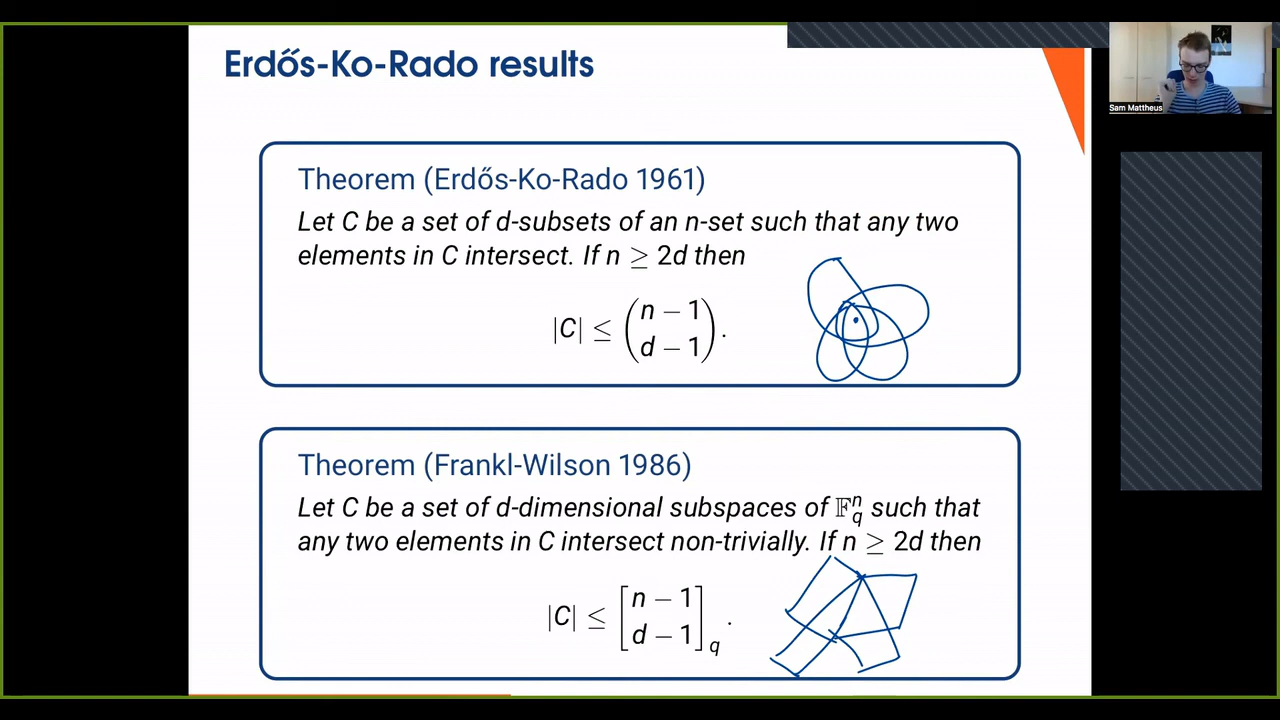 Erdős-Ko-Rado results
Sam Mattheus
Theorem (Erdős-Ko-Rado 1961)
Let C be a set of d-subsets of an n-set such that any two
elements in C intersect. If n ≥ 2d then
|C| ≤ (n − 1 d − 1).
Theorem (Frankl-Wilson 1986)
Let C be a set of d-dimensional subspaces of 𝔽_q^n such that
any two elements in C intersect non-trivially. If n ≥ 2d then
|C| ≤ [n − 1 d − 1]_q.